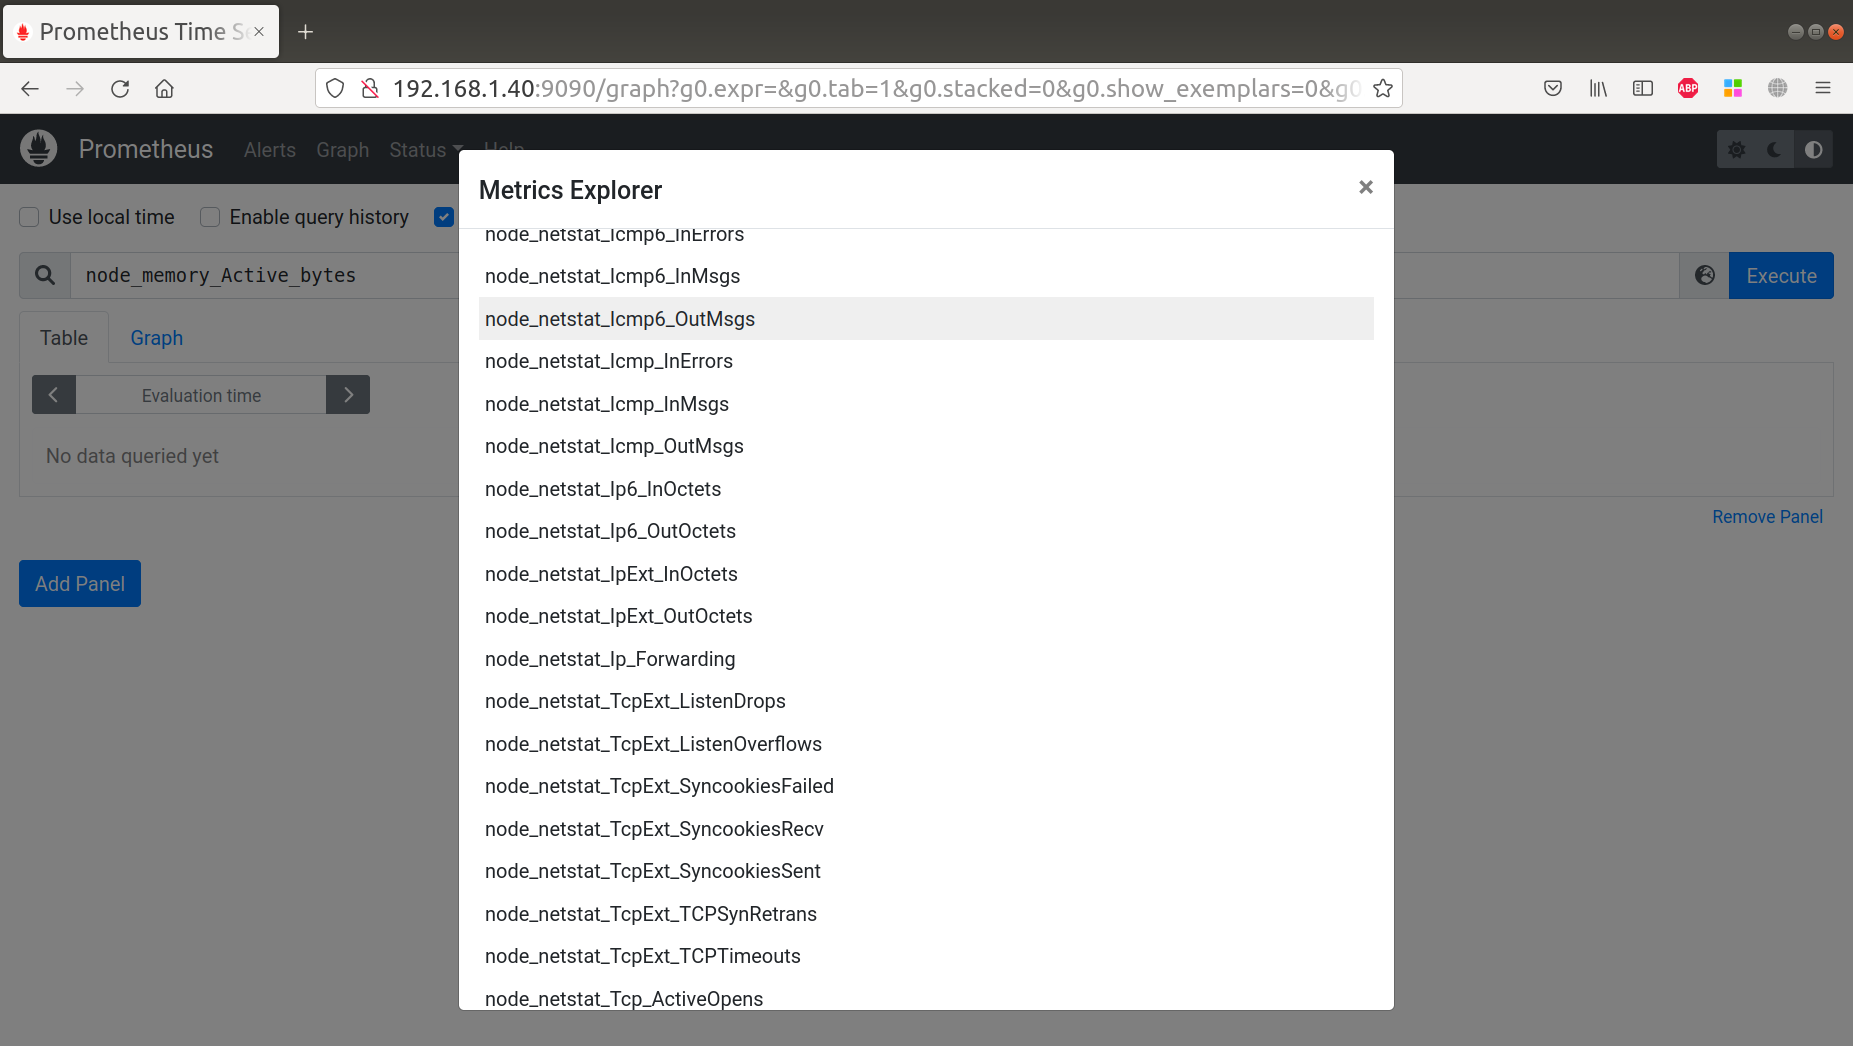 Prometheus Time Se
192.168.1.40:9090/graph?g0.expr=&g0.tab=1&g0.stacked=0&g0.show_exemplars=0&g0
ABP
Prometheus Alerts Graph Status Help
Metrics Explorer
Use local time Enable query history
node_memory_Active_bytes
Execute
Table Graph
Evaluation time
No data queried yet
Remove Panel
Add Panel
node_netstat_Icmp6_InErrors
node_netstat_Icmp6_InMsgs
node_netstat_Icmp6_OutMsgs
node_netstat_Icmp_InErrors
node_netstat_Icmp_InMsgs
node_netstat_Icmp_OutMsgs
node_netstat_Ip6_InOctets
node_netstat_Ip6_OutOctets
node_netstat_IpExt_InOctets
node_netstat_IpExt_OutOctets
node_netstat_Ip_Forwarding
node_netstat_TcpExt_ListenDrops
node_netstat_TcpExt_ListenOverflows
node_netstat_TcpExt_SyncookiesFailed
node_netstat_TcpExt_SyncookiesRecv
node_netstat_TcpExt_SyncookiesSent
node_netstat_TcpExt_TCPSynRetrans
node_netstat_TcpExt_TCPTimeouts
node_netstat_Tcp_ActiveOpens